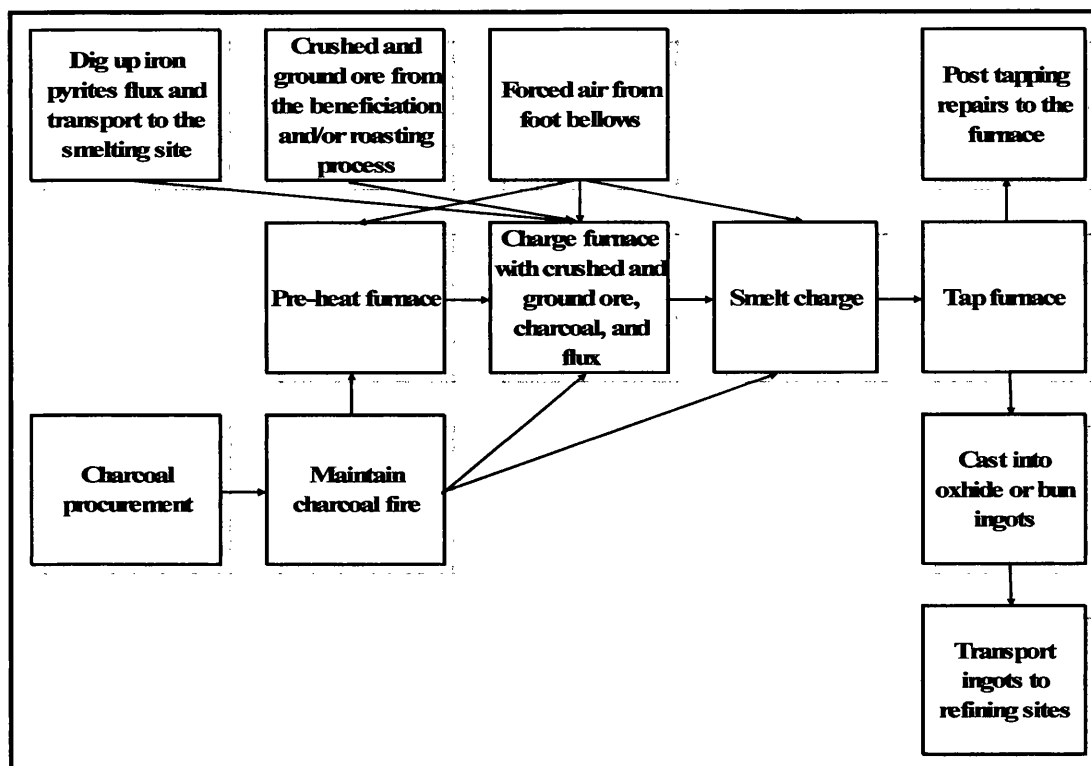 Dig up iron
pyrites flux and
transport to the
smelting site
Crushed and
ground ore from
the beneficiation
and/or roasting
process
Forced air from
foot bellows
Post tapping
repairs to the
furnace
Pre-heat furnace
Charge furnace
with crushed and
ground ore,
charcoal, and
flux
Smelt charge
Tap furnace
Charcoal
procurement
Maintain
charcoal fire
Cast into
oxhide or bun
ingots
Transport
ingots to
refining sites